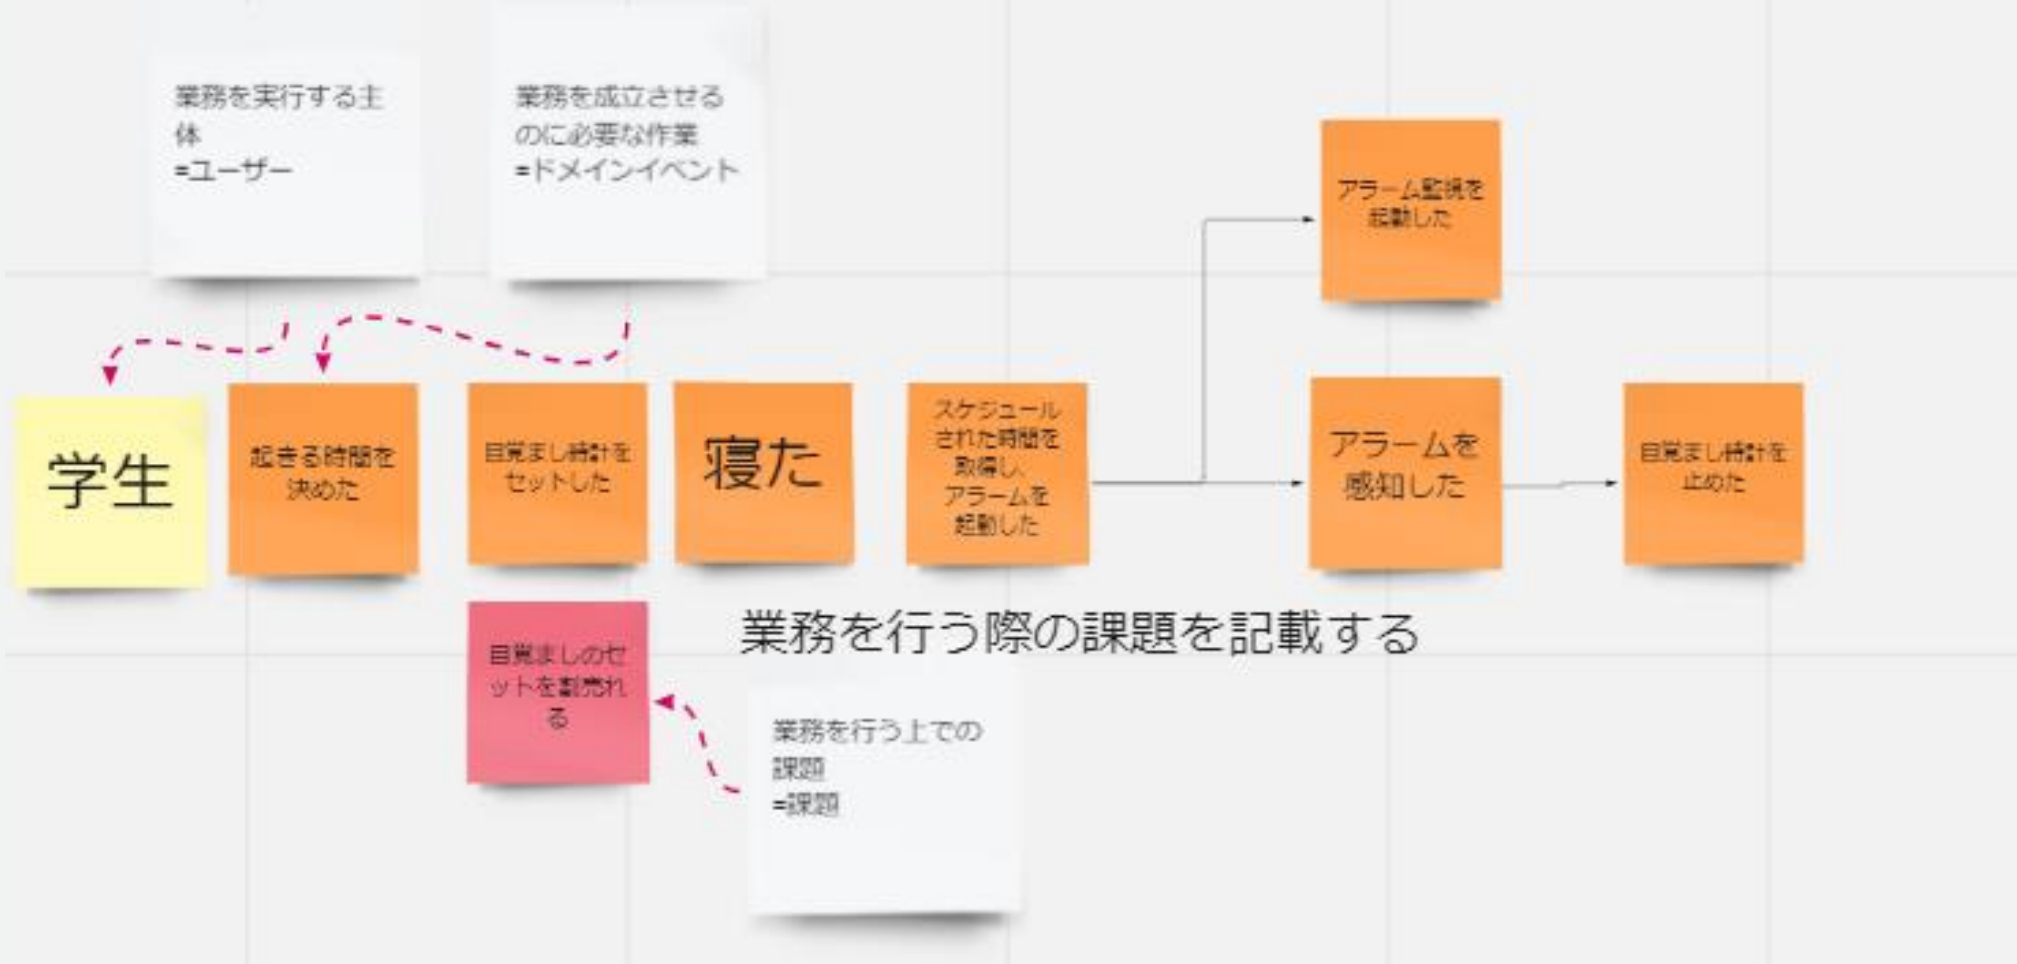 業務を実行する主
体
=ユーザー
業務を成立させる
のに必要な作業
=ドメインイベント
アラーム監視を
起動した
学生
起きる時間を
決めた
目覚まし時計を
セットした
寝た
スケジュール
された時間を
取得し、
アラームを
起動した
アラームを
感知した
目覚まし時計を
止めた
業務を行う際の課題を記載する
目覚ましのセ
ットを割売れ
る
業務を行う上での
課題
=課題